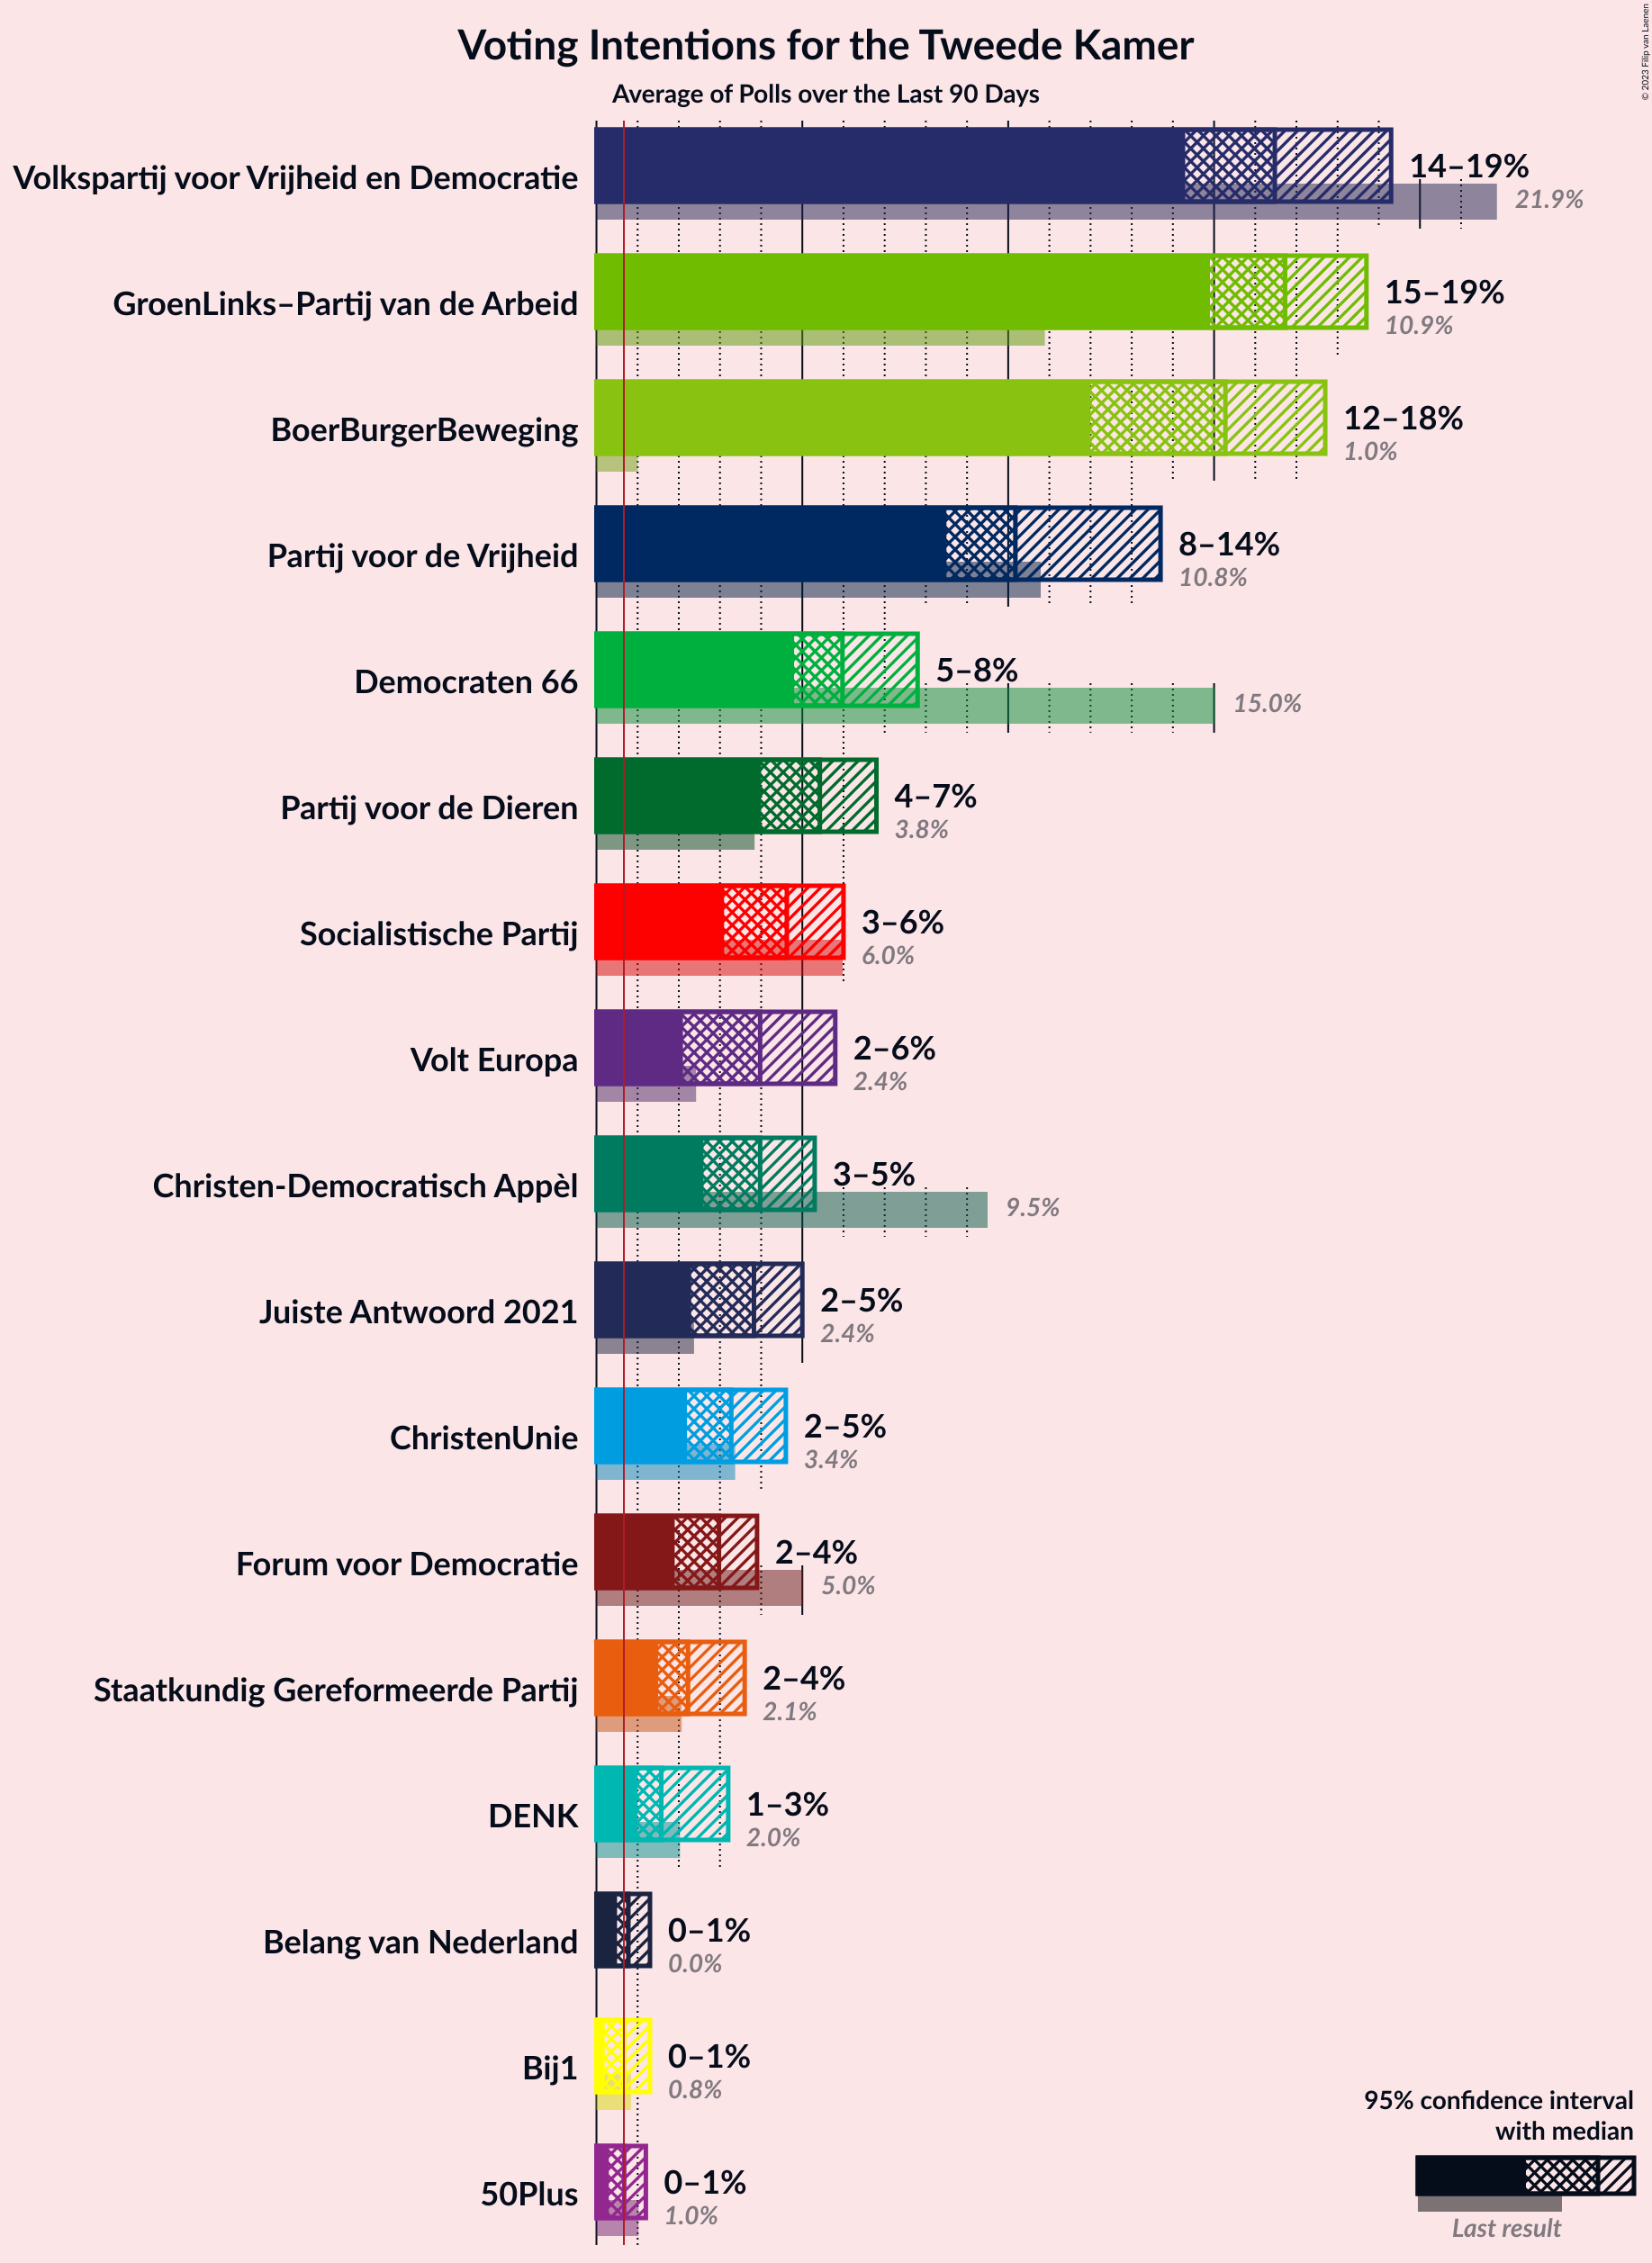 © 2023 Filip van Laenen
Voting Intentions for the Tweede Kamer
Average of Polls over the Last 90 Days
Volkspartij voor Vrijheid en Democratie
14–19%
21.9%
GroenLinks–Partij van de Arbeid
15–19%
10.9%
BoerBurgerBeweging
12–18%
1.0%
Partij voor de Vrijheid
8–14%
10.8%
Democraten 66
5–8%
15.0%
Partij voor de Dieren
4–7%
3.8%
Socialistische Partij
3–6%
6.0%
Volt Europa
2–6%
2.4%
Christen-Democratisch Appèl
3–5%
9.5%
Juiste Antwoord 2021
2–5%
2.4%
ChristenUnie
2–5%
3.4%
Forum voor Democratie
2–4%
5.0%
Staatkundig Gereformeerde Partij
2–4%
2.1%
DENK
1–3%
2.0%
Belang van Nederland
0–1%
0.0%
Bij1
0–1%
0.8%
50Plus
0–1%
1.0%
95% confidence interval
with median
Last result